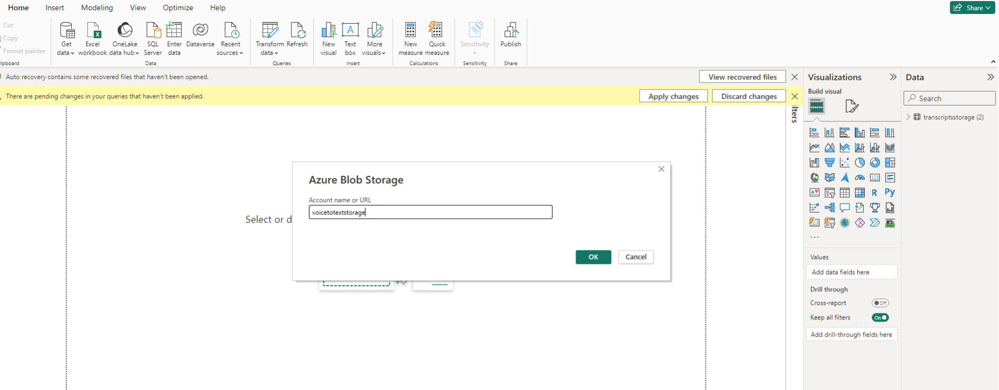 Home Insert Modeling View Optimize Help
Share
Cut
Copy
Format painter
Get data
Excel workbook
OneLake data hub
SQL Server
Enter data
Dataverse
Recent sources
Transform data
Refresh
New visual
Text box
More visuals
New measure
Quick measure
Sensitivity
Publish
lipboard Data Queries Insert Calculations Sensitivity Share
Auto recovery contains some recovered files that haven't been opened.
View recovered files
There are pending changes in your queries that haven't been applied.
Apply changes
Discard changes
lters
Select or d
Azure Blob Storage
Account name or URL
voicetotextstorage
OK
Cancel
Visualizations
Build visual
123
R
Py
123
PRO
...
Values
Add data fields here
Drill through
Cross-report
Off
Keep all filters
On
Add drill-through fields here
Data
Search
transcriptsstorage (2)